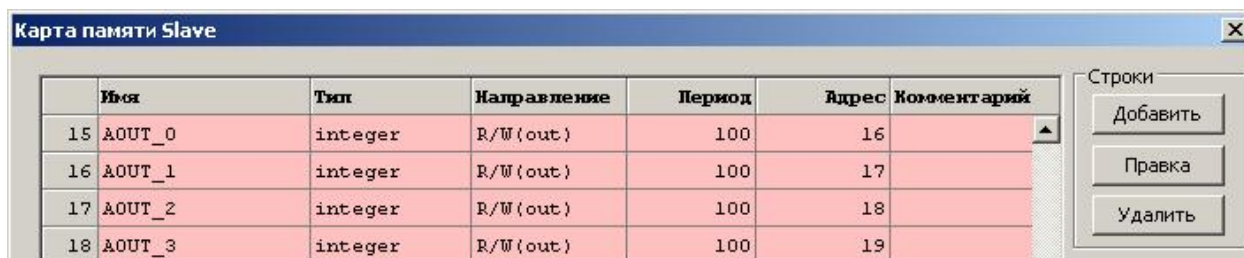 Карта памяти Slave
Имя Тип Направление Период Адрес Комментарий
15 AOUT_0 integer R/W(out) 100 16
16 AOUT_1 integer R/W(out) 100 17
17 AOUT_2 integer R/W(out) 100 18
18 AOUT_3 integer R/W(out) 100 19
Строки
Добавить
Правка
Удалить